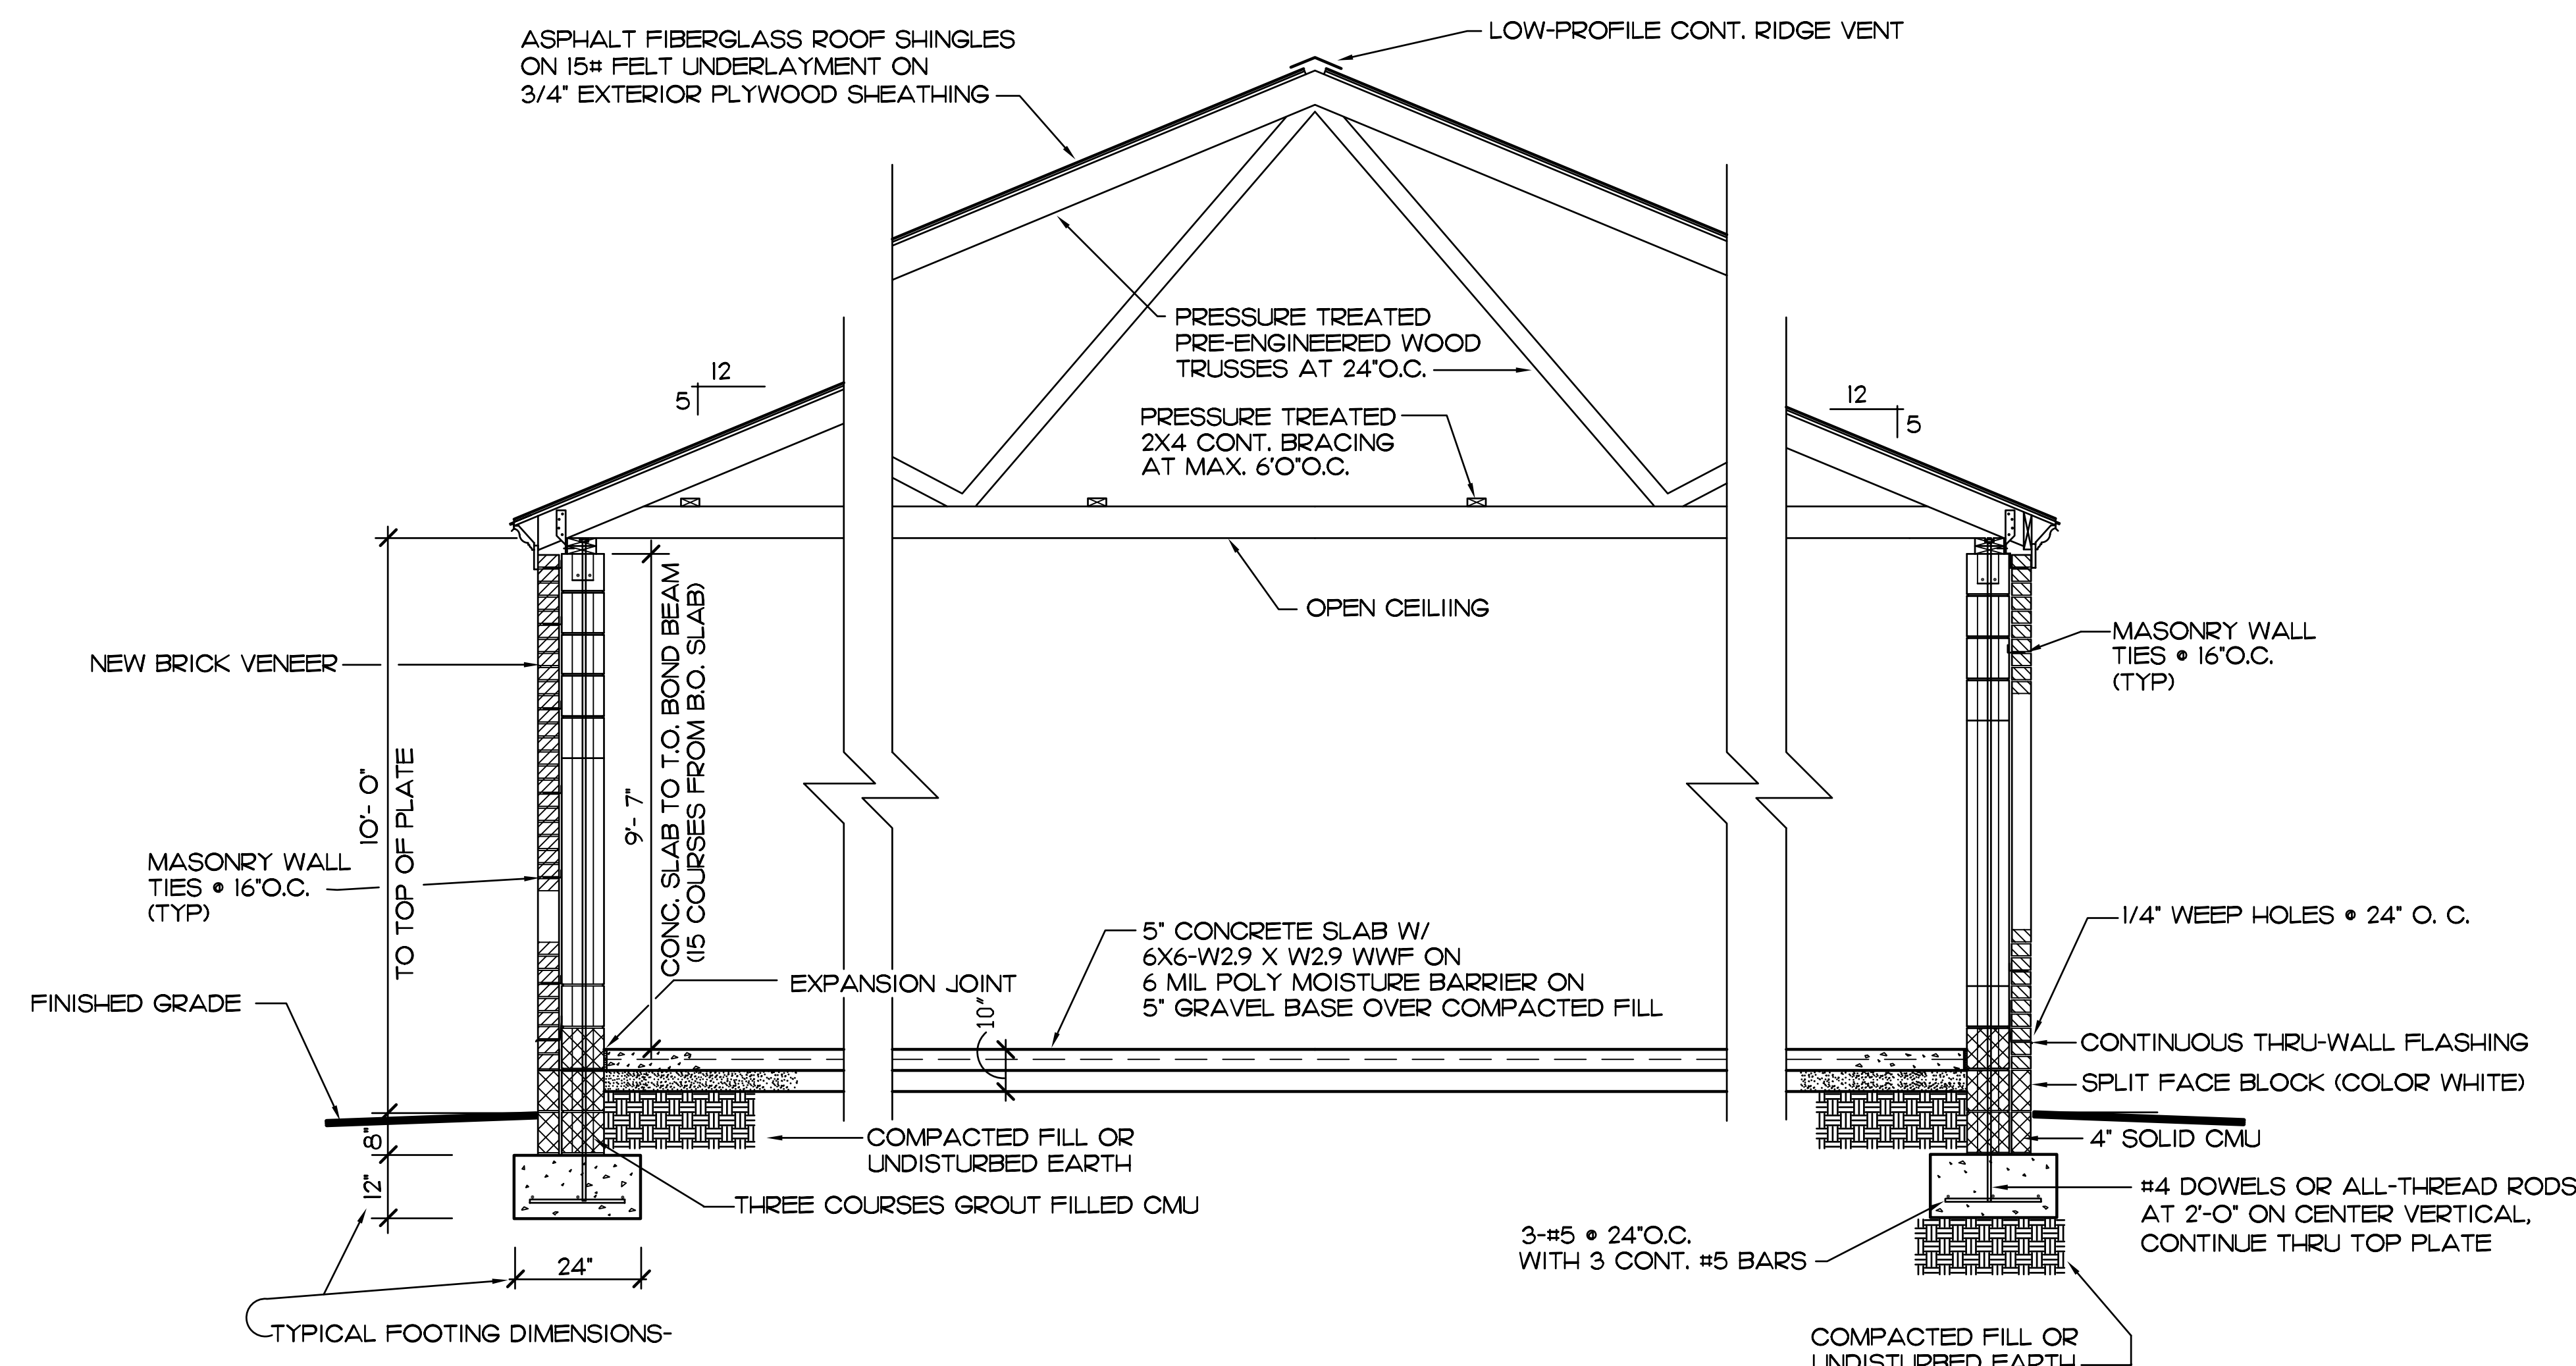 ASPHALT FIBERGLASS ROOF SHINGLES
ON 15# FELT UNDERLAYMENT ON
3/4" EXTERIOR PLYWOOD SHEATHING
LOW-PROFILE CONT. RIDGE VENT
PRESSURE TREATED
PRE-ENGINEERED WOOD
TRUSSES AT 24"O.C.
12
5
12
5
PRESSURE TREATED
2X4 CONT. BRACING
AT MAX. 6'0"O.C.
OPEN CEILIING
NEW BRICK VENEER
MASONRY WALL
TIES @ 16"O.C.
(TYP)
10'- 0"
TO TOP OF PLATE
9'- 7"
CONC. SLAB TO T.O. BOND BEAM
(15 COURSES FROM B.O. SLAB)
MASONRY WALL
TIES @ 16"O.C.
(TYP)
FINISHED GRADE
EXPANSION JOINT
10"
5" CONCRETE SLAB W/
6X6-W2.9 X W2.9 WWF ON
6 MIL POLY MOISTURE BARRIER ON
5" GRAVEL BASE OVER COMPACTED FILL
1/4" WEEP HOLES @ 24" O. C.
CONTINUOUS THRU-WALL FLASHING
SPLIT FACE BLOCK (COLOR WHITE)
4" SOLID CMU
8"
12"
COMPACTED FILL OR
UNDISTURBED EARTH
THREE COURSES GROUT FILLED CMU
#4 DOWELS OR ALL-THREAD RODS
AT 2'-0" ON CENTER VERTICAL,
CONTINUE THRU TOP PLATE
3-#5 @ 24"O.C.
WITH 3 CONT. #5 BARS
24"
TYPICAL FOOTING DIMENSIONS-
COMPACTED FILL OR
UNDISTURBED EARTH